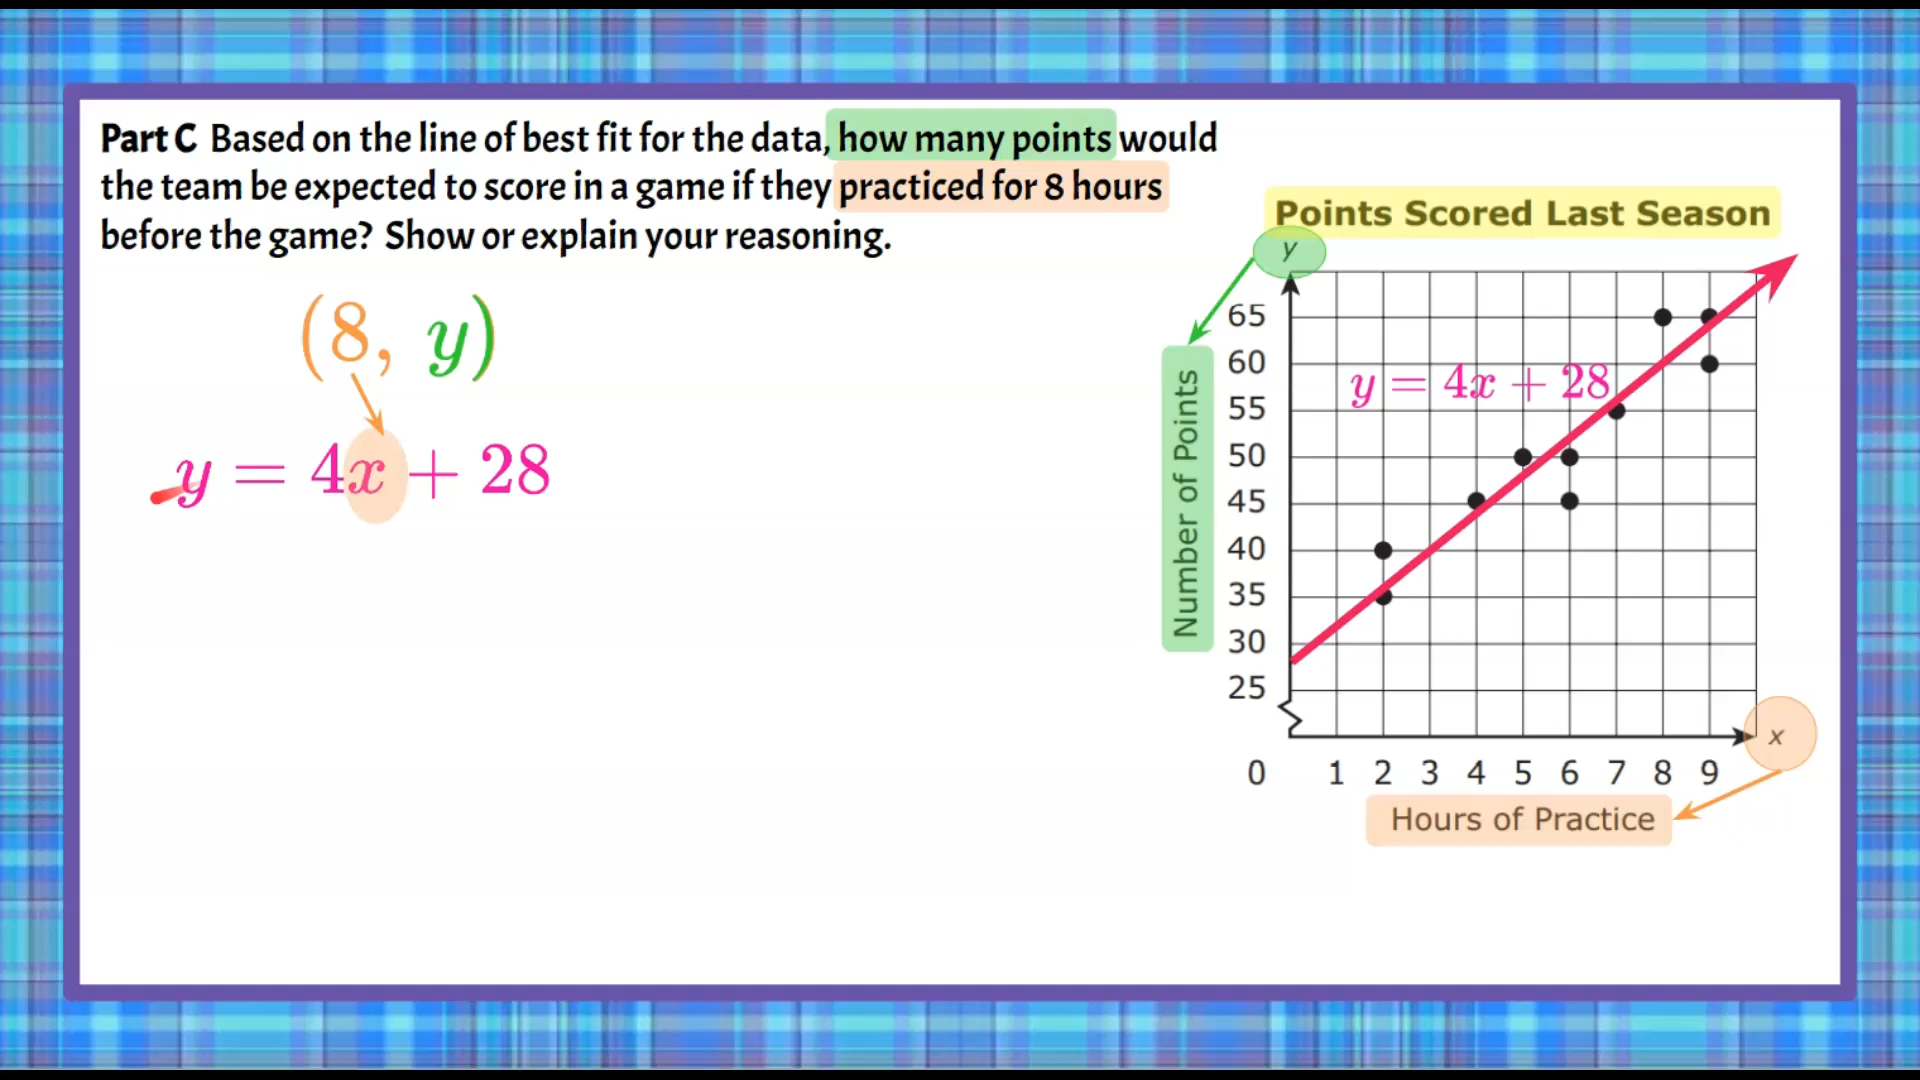 Part C Based on the line of best fit for the data, how many points would
the team be expected to score in a game if they practiced for 8 hours
before the game? Show or explain your reasoning.
(8, y)
y = 4x + 28
Points Scored Last Season
y
65
60
55
50
45
40
35
30
25
Number of Points
y = 4x + 28
x
0 1 2 3 4 5 6 7 8 9
Hours of Practice